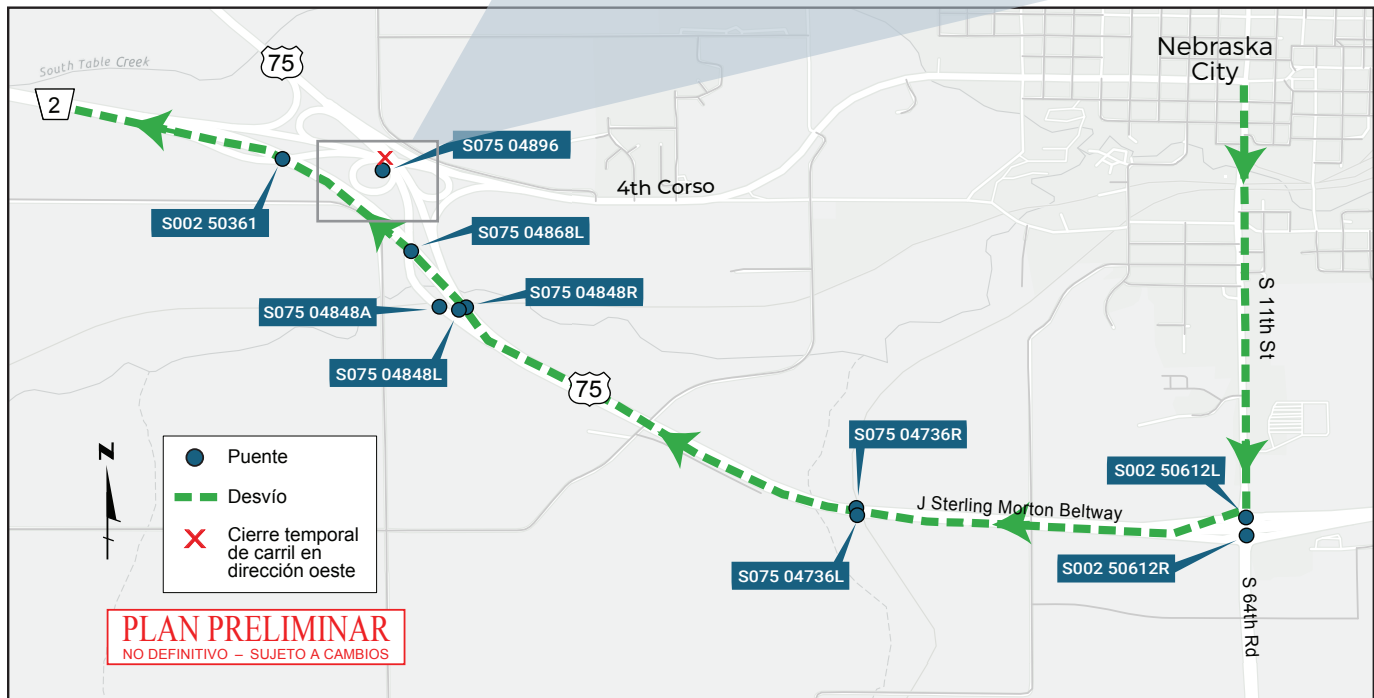 Nebraska
City
South Table Creek
75
2
S075 04896
4th Corso
S002 50361
S075 04868L
S075 04848R
S075 04848A
S075 04848L
S 11th St
75
S075 04736R
S002 50612L
J Sterling Morton Beltway
S075 04736L
S002 50612R
S 64th Rd
N
Puente
Desvío
Cierre temporal
de carril en
dirección oeste
PLAN PRELIMINAR
NO DEFINITIVO – SUJETO A CAMBIOS